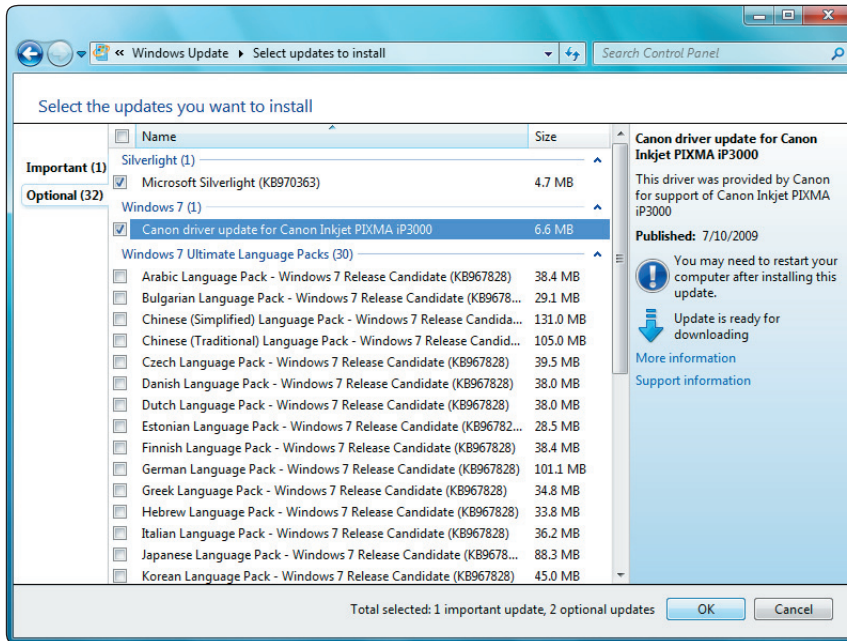 « Windows Update ▸ Select updates to install
Search Control Panel
Select the updates you want to install
Important (1)
Optional (32)
Name Size
Silverlight (1)
Microsoft Silverlight (KB970363) 4.7 MB
Windows 7 (1)
Canon driver update for Canon Inkjet PIXMA iP3000 6.6 MB
Windows 7 Ultimate Language Packs (30)
Arabic Language Pack - Windows 7 Release Candidate (KB967828) 38.4 MB
Bulgarian Language Pack - Windows 7 Release Candidate (KB9678... 29.1 MB
Chinese (Simplified) Language Pack - Windows 7 Release Candida... 131.0 MB
Chinese (Traditional) Language Pack - Windows 7 Release Candid... 105.0 MB
Czech Language Pack - Windows 7 Release Candidate (KB967828) 39.5 MB
Danish Language Pack - Windows 7 Release Candidate (KB967828) 38.0 MB
Dutch Language Pack - Windows 7 Release Candidate (KB967828) 38.0 MB
Estonian Language Pack - Windows 7 Release Candidate (KB96782... 28.5 MB
Finnish Language Pack - Windows 7 Release Candidate (KB967828) 38.4 MB
German Language Pack - Windows 7 Release Candidate (KB967828) 101.1 MB
Greek Language Pack - Windows 7 Release Candidate (KB967828) 34.8 MB
Hebrew Language Pack - Windows 7 Release Candidate (KB967828) 33.8 MB
Italian Language Pack - Windows 7 Release Candidate (KB967828) 36.2 MB
Japanese Language Pack - Windows 7 Release Candidate (KB9678... 88.3 MB
Korean Language Pack - Windows 7 Release Candidate (KB967828) 45.0 MB
Canon driver update for Canon
Inkjet PIXMA iP3000
This driver was provided by Canon
for support of Canon Inkjet PIXMA
iP3000
Published: 7/10/2009
You may need to restart your
computer after installing this
update.
Update is ready for
downloading
More information
Support information
Total selected: 1 important update, 2 optional updates
OK
Cancel